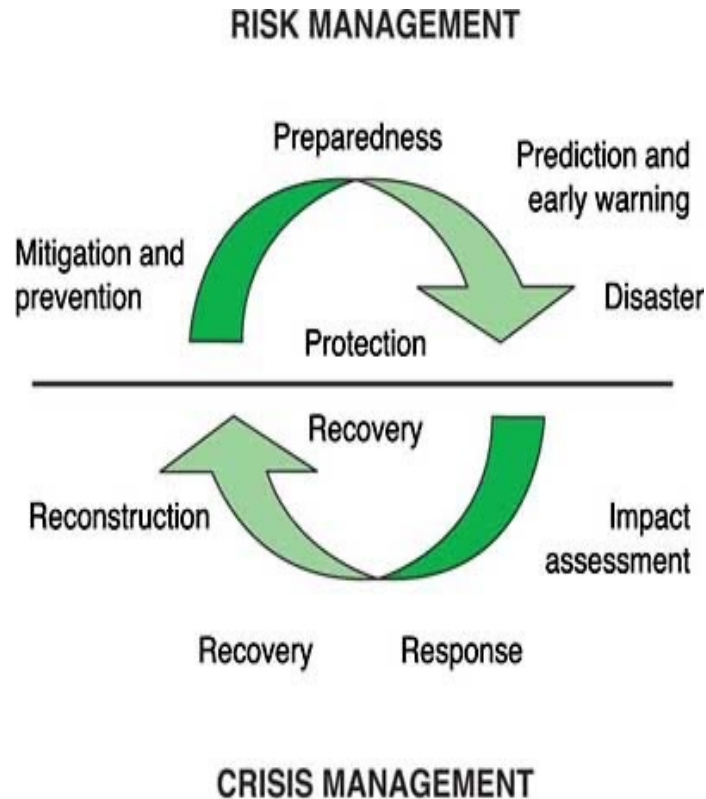 RISK MANAGEMENT
Preparedness
Prediction and
early warning
Mitigation and
prevention
Disaster
Protection
Recovery
Reconstruction
Impact
assessment
Recovery
Response
CRISIS MANAGEMENT